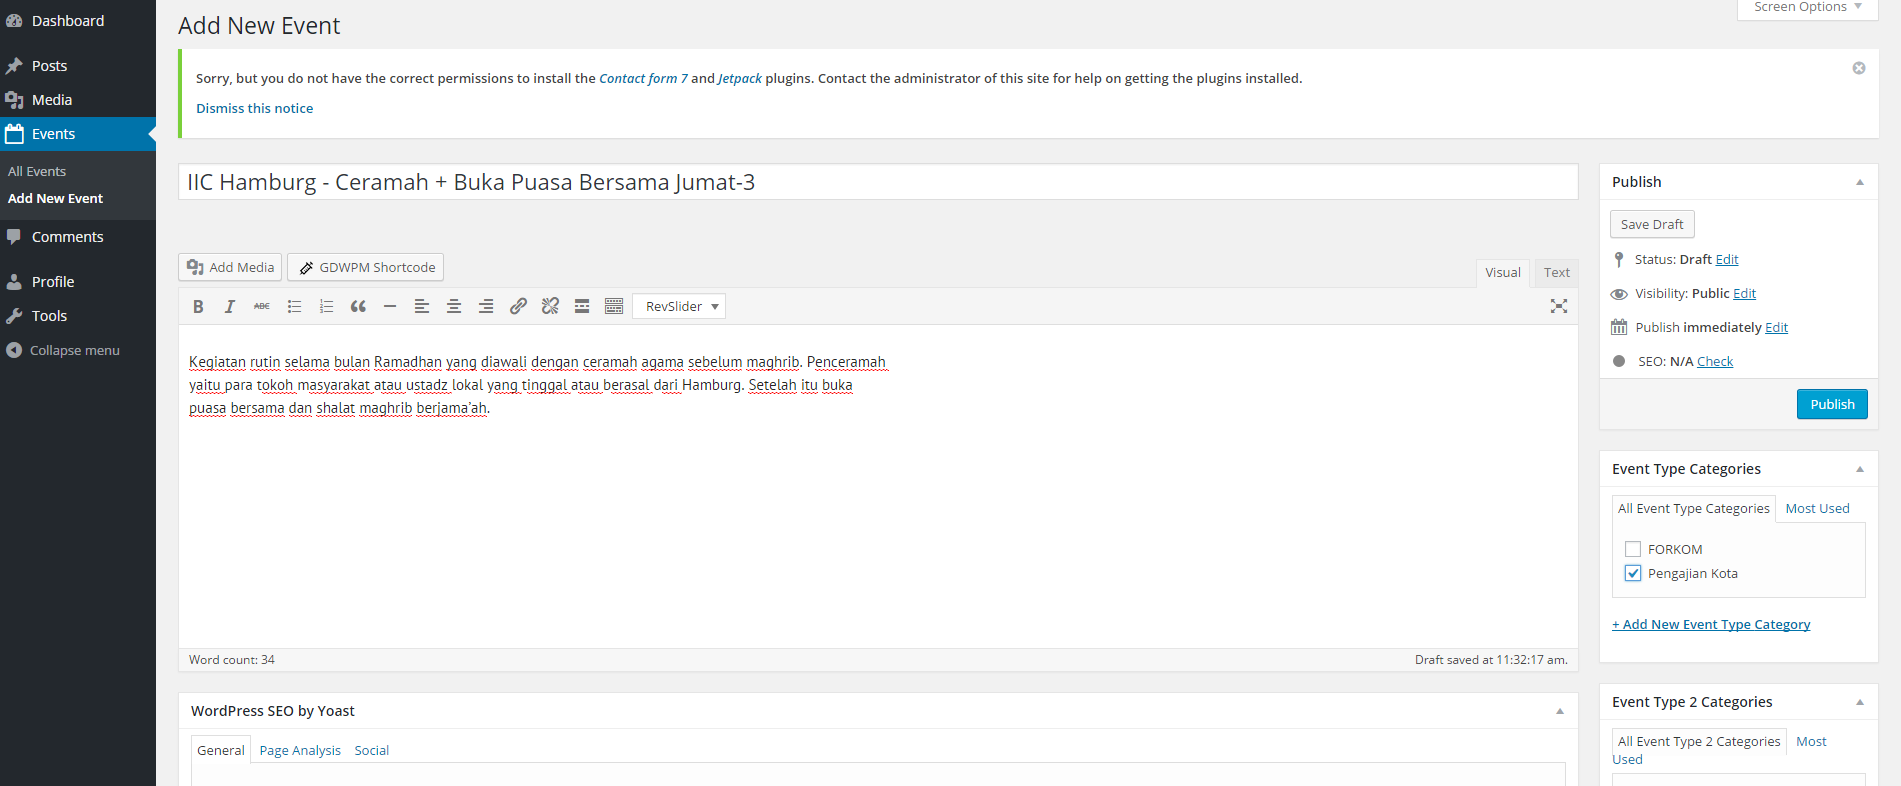 Dashboard
Posts
Media
Events
All Events
Add New Event
Comments
Profile
Tools
Collapse menu
Screen Options
Add New Event
Sorry, but you do not have the correct permissions to install the Contact form 7 and Jetpack plugins. Contact the administrator of this site for help on getting the plugins installed.
Dismiss this notice
IIC Hamburg - Ceramah + Buka Puasa Bersama Jumat-3
Add Media
GDWPM Shortcode
Visual
Text
B I ABC
RevSlider
Kegiatan rutin selama bulan Ramadhan yang diawali dengan ceramah agama sebelum maghrib. Penceramah
yaitu para tokoh masyarakat atau ustadz lokal yang tinggal atau berasal dari Hamburg. Setelah itu buka
puasa bersama dan shalat maghrib berjama’ah.
Word count: 34
Draft saved at 11:32:17 am.
WordPress SEO by Yoast
General
Page Analysis
Social
Publish
Save Draft
Status: Draft Edit
Visibility: Public Edit
Publish immediately Edit
SEO: N/A Check
Publish
Event Type Categories
All Event Type Categories
Most Used
FORKOM
Pengajian Kota
+ Add New Event Type Category
Event Type 2 Categories
All Event Type 2 Categories
Most
Used